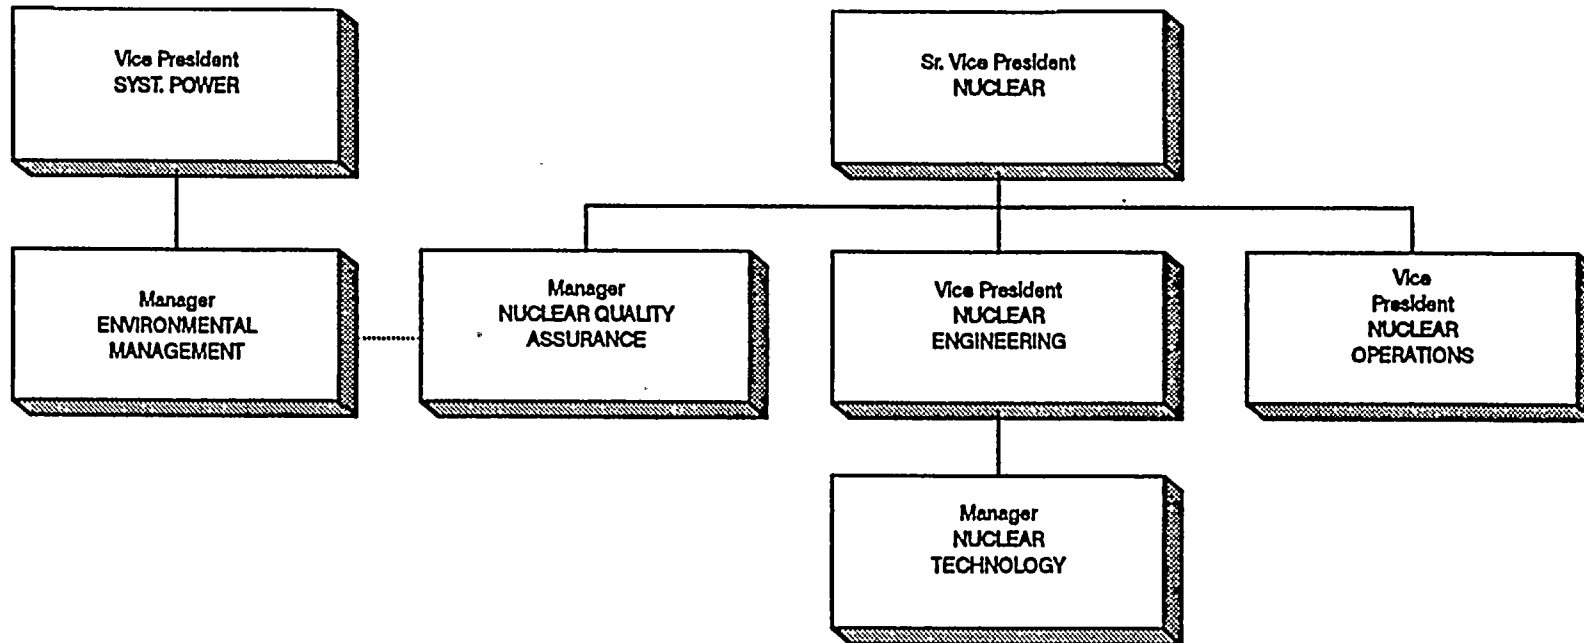 Vice President
SYST. POWER
Sr. Vice President
NUCLEAR
Manager
ENVIRONMENTAL
MANAGEMENT
Manager
NUCLEAR QUALITY
ASSURANCE
Vice President
NUCLEAR
ENGINEERING
Vice
President
NUCLEAR
OPERATIONS
Manager
NUCLEAR
TECHNOLOGY